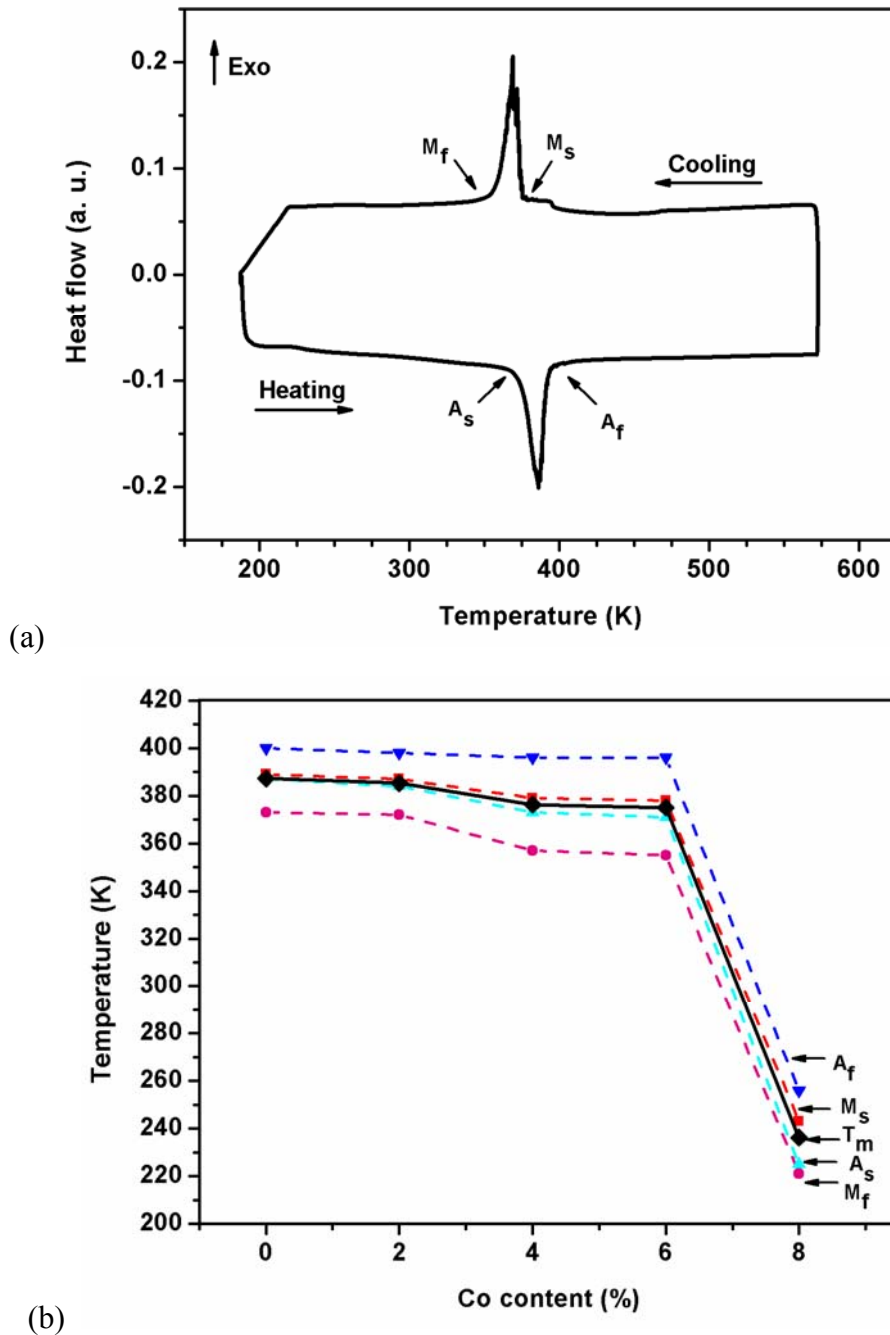 0.2
Exo
Mf
Ms
Cooling
0.1
Heat flow (a. u.)
0.0
Heating
-0.1
As
Af
-0.2
200 300 400 500 600
Temperature (K)
(a)
420
400
380
360
340
320
300
280
260
240
220
200
Temperature (K)
Af
Ms
Tm
As
Mf
0 2 4 6 8
Co content (%)
(b)